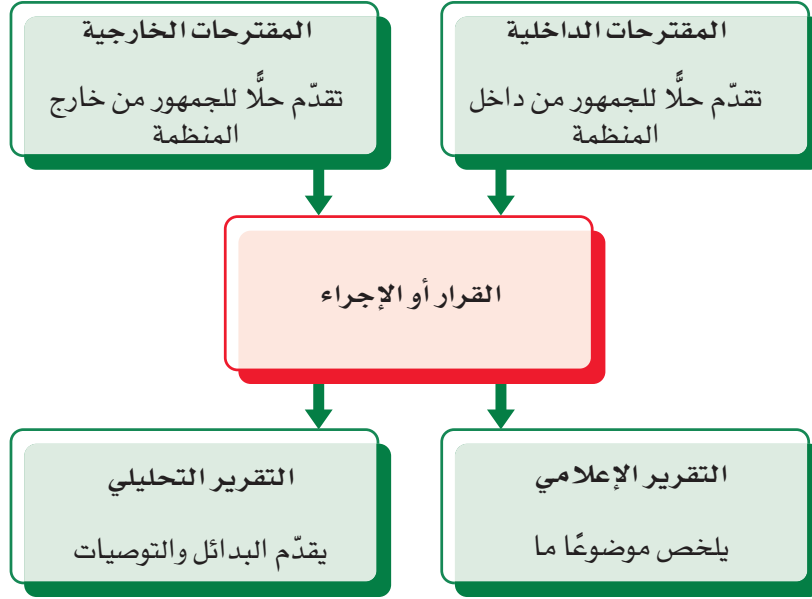 المقترحات الداخلية
تقدّم حلًّا للجمهور من داخل
المنظمة
المقترحات الخارجية
تقدّم حلًّا للجمهور من خارج
المنظمة
القرار أو الإجراء
التقرير الإعلامي
يلخص موضوعًا ما
التقرير التحليلي
يقدّم البدائل والتوصيات